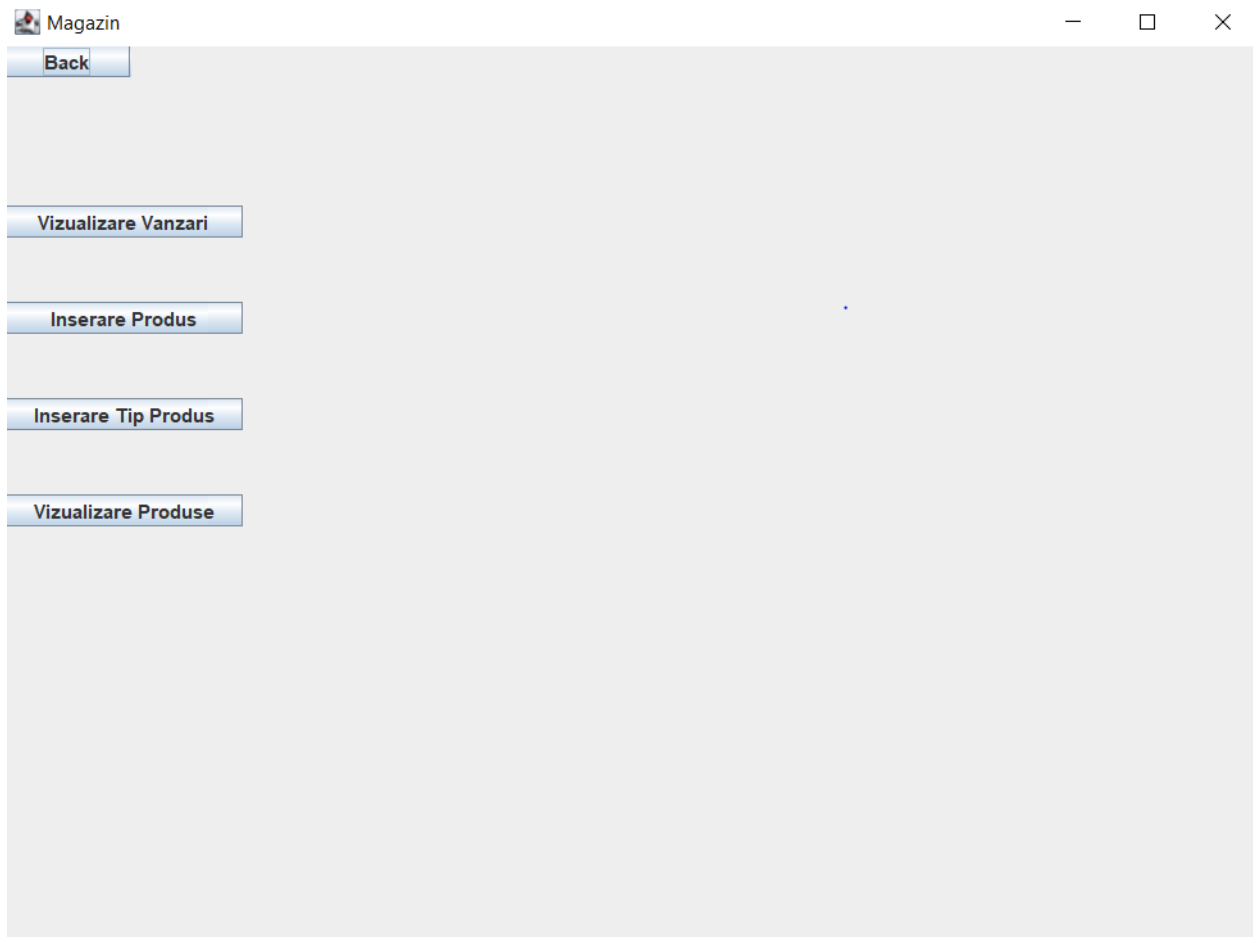 Magazin
Back
Vizualizare Vanzari
Inserare Produs
Inserare Tip Produs
Vizualizare Produse